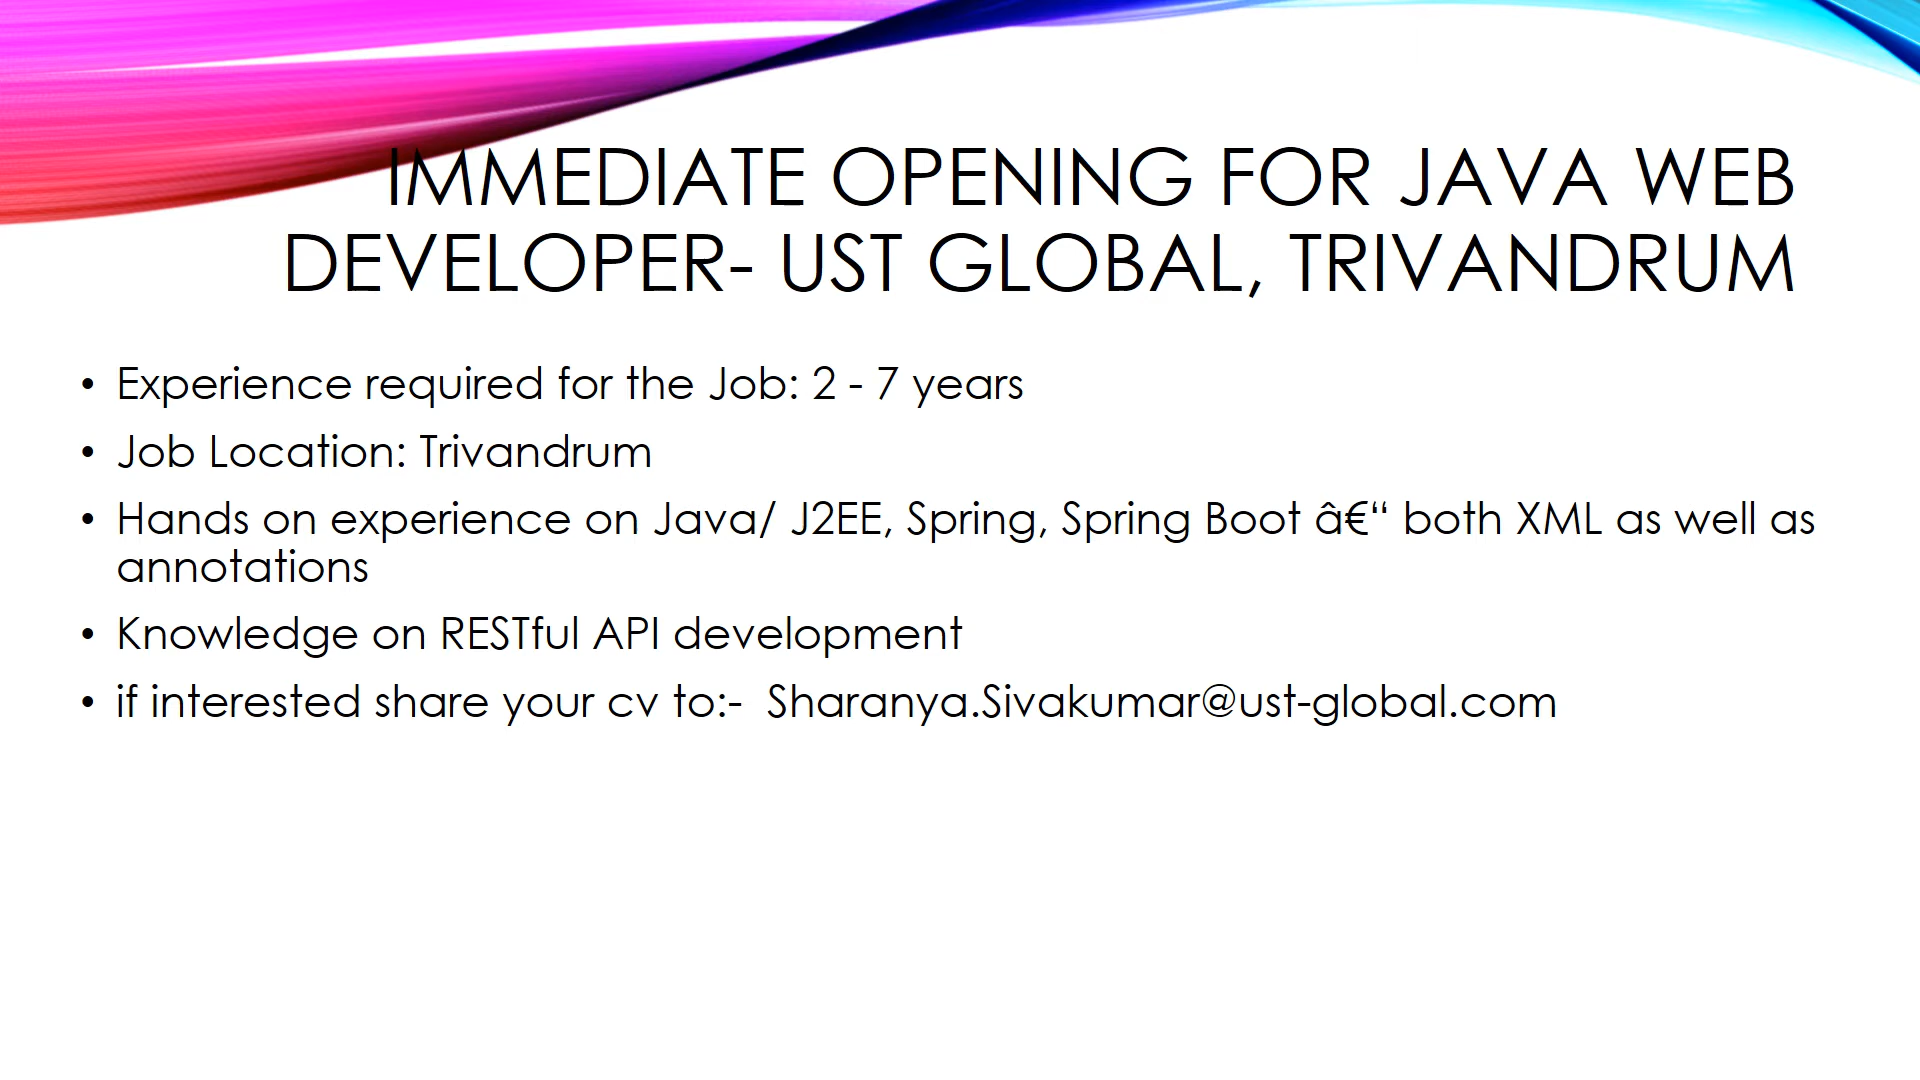 IMMEDIATE OPENING FOR JAVA WEB
DEVELOPER- UST GLOBAL, TRIVANDRUM
• Experience required for the Job: 2 - 7 years
• Job Location: Trivandrum
• Hands on experience on Java/ J2EE, Spring, Spring Boot â€“ both XML as well as
annotations
• Knowledge on RESTful API development
• if interested share your cv to:-  Sharanya.Sivakumar@ust-global.com